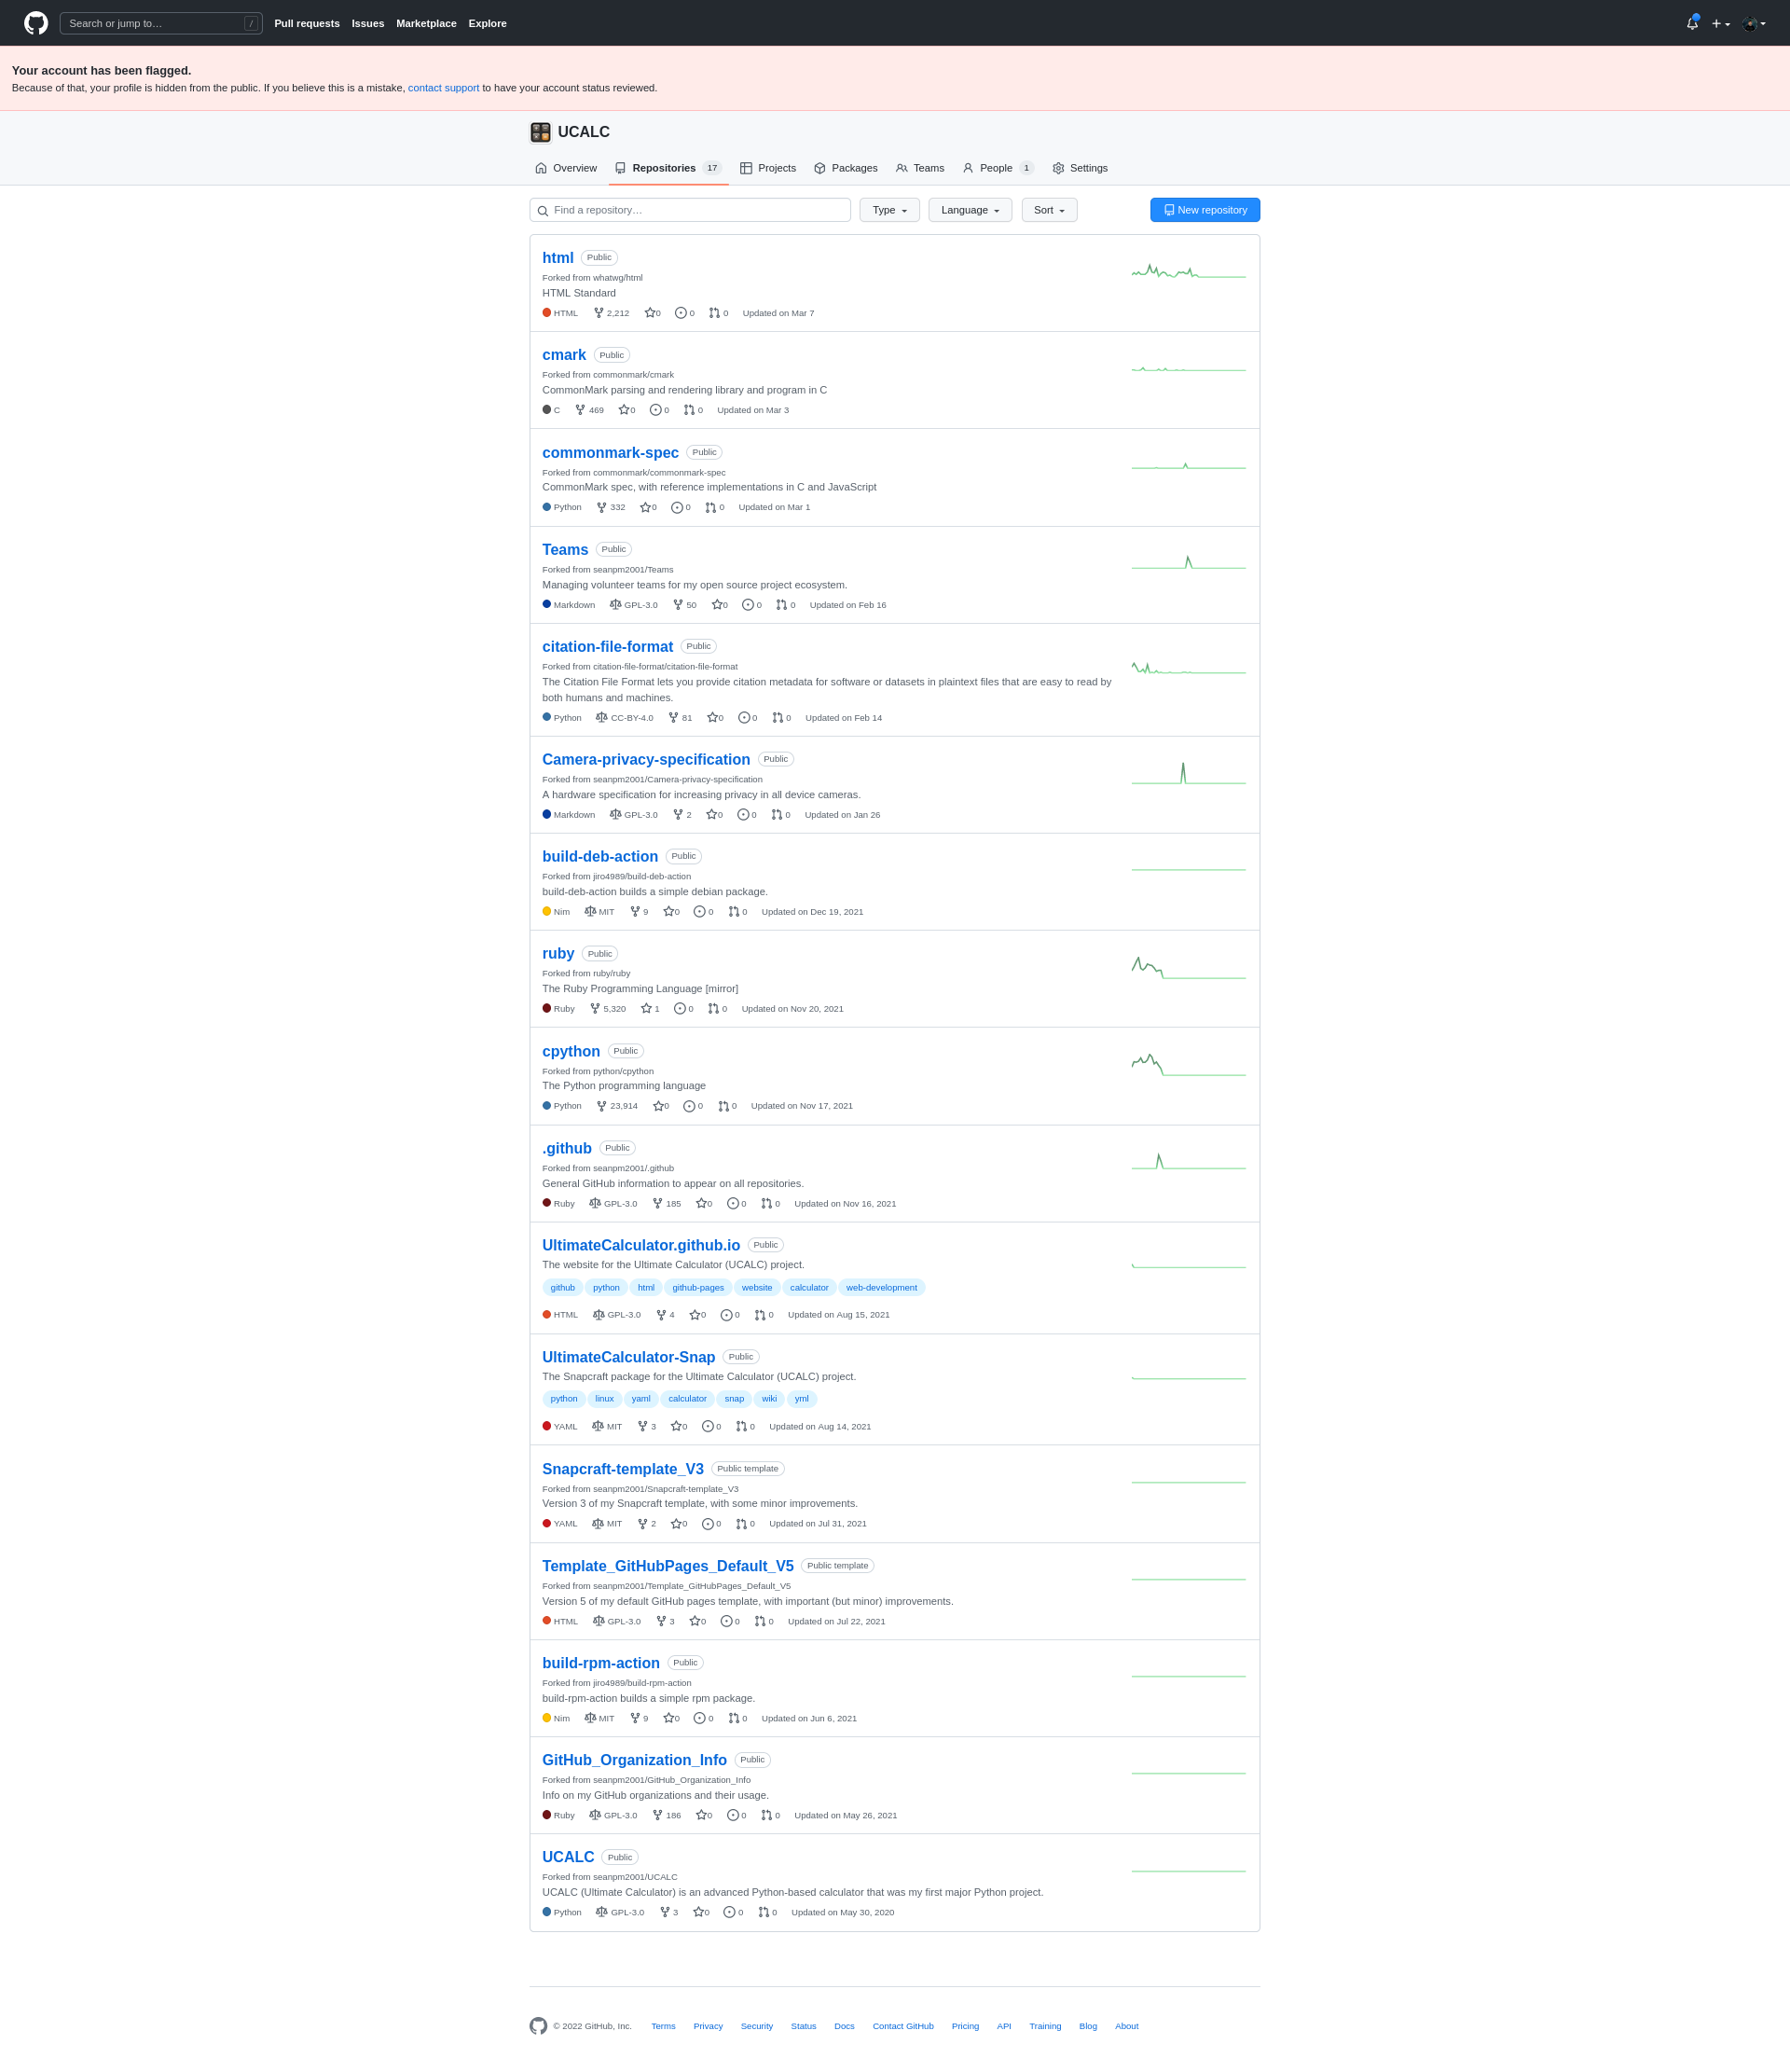 Search or jump to… / Pull requests Issues Marketplace Explore
Your account has been flagged.
Because of that, your profile is hidden from the public. If you believe this is a mistake, contact support to have your account status reviewed.
UCALC
Overview Repositories 17 Projects Packages Teams People 1 Settings
Find a repository… Type Language Sort New repository
html Public
Forked from whatwg/html
HTML Standard
HTML 2,212 0 0 0 Updated on Mar 7
cmark Public
Forked from commonmark/cmark
CommonMark parsing and rendering library and program in C
C 469 0 0 0 Updated on Mar 3
commonmark-spec Public
Forked from commonmark/commonmark-spec
CommonMark spec, with reference implementations in C and JavaScript
Python 332 0 0 0 Updated on Mar 1
Teams Public
Forked from seanpm2001/Teams
Managing volunteer teams for my open source project ecosystem.
Markdown GPL-3.0 50 0 0 0 Updated on Feb 16
citation-file-format Public
Forked from citation-file-format/citation-file-format
The Citation File Format lets you provide citation metadata for software or datasets in plaintext files that are easy to read by
both humans and machines.
Python CC-BY-4.0 81 0 0 0 Updated on Feb 14
Camera-privacy-specification Public
Forked from seanpm2001/Camera-privacy-specification
A hardware specification for increasing privacy in all device cameras.
Markdown GPL-3.0 2 0 0 0 Updated on Jan 26
build-deb-action Public
Forked from jiro4989/build-deb-action
build-deb-action builds a simple debian package.
Nim MIT 9 0 0 0 Updated on Dec 19, 2021
ruby Public
Forked from ruby/ruby
The Ruby Programming Language [mirror]
Ruby 5,320 1 0 0 Updated on Nov 20, 2021
cpython Public
Forked from python/cpython
The Python programming language
Python 23,914 0 0 0 Updated on Nov 17, 2021
.github Public
Forked from seanpm2001/.github
General GitHub information to appear on all repositories.
Ruby GPL-3.0 185 0 0 0 Updated on Nov 16, 2021
UltimateCalculator.github.io Public
The website for the Ultimate Calculator (UCALC) project.
github python html github-pages website calculator web-development
HTML GPL-3.0 4 0 0 0 Updated on Aug 15, 2021
UltimateCalculator-Snap Public
The Snapcraft package for the Ultimate Calculator (UCALC) project.
python linux yaml calculator snap wiki yml
YAML MIT 3 0 0 0 Updated on Aug 14, 2021
Snapcraft-template_V3 Public template
Forked from seanpm2001/Snapcraft-template_V3
Version 3 of my Snapcraft template, with some minor improvements.
YAML MIT 2 0 0 0 Updated on Jul 31, 2021
Template_GitHubPages_Default_V5 Public template
Forked from seanpm2001/Template_GitHubPages_Default_V5
Version 5 of my default GitHub pages template, with important (but minor) improvements.
HTML GPL-3.0 3 0 0 0 Updated on Jul 22, 2021
build-rpm-action Public
Forked from jiro4989/build-rpm-action
build-rpm-action builds a simple rpm package.
Nim MIT 9 0 0 0 Updated on Jun 6, 2021
GitHub_Organization_Info Public
Forked from seanpm2001/GitHub_Organization_Info
Info on my GitHub organizations and their usage.
Ruby GPL-3.0 186 0 0 0 Updated on May 26, 2021
UCALC Public
Forked from seanpm2001/UCALC
UCALC (Ultimate Calculator) is an advanced Python-based calculator that was my first major Python project.
Python GPL-3.0 3 0 0 0 Updated on May 30, 2020
© 2022 GitHub, Inc. Terms Privacy Security Status Docs Contact GitHub Pricing API Training Blog About